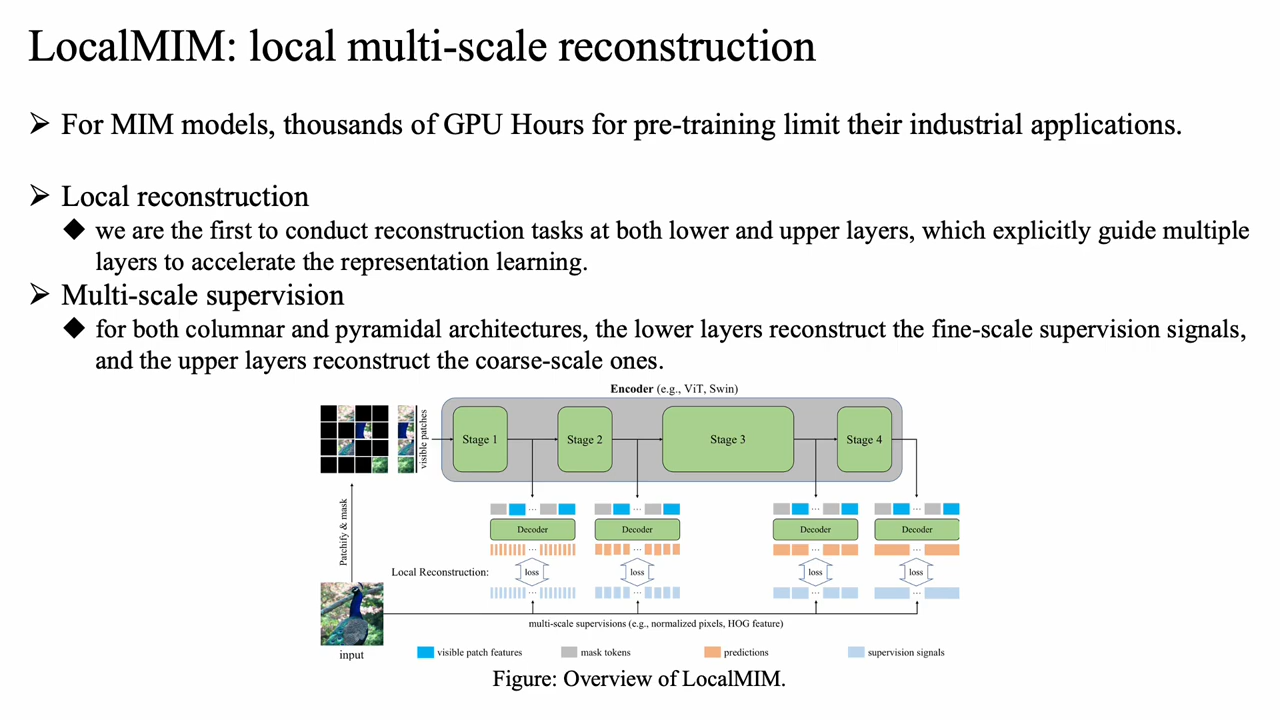 LocalMIM: local multi-scale reconstruction
➢ For MIM models, thousands of GPU Hours for pre-training limit their industrial applications.
➢ Local reconstruction
◆ we are the first to conduct reconstruction tasks at both lower and upper layers, which explicitly guide multiple
layers to accelerate the representation learning.
➢ Multi-scale supervision
◆ for both columnar and pyramidal architectures, the lower layers reconstruct the fine-scale supervision signals,
and the upper layers reconstruct the coarse-scale ones.
Encoder (e.g., ViT, Swin)
visible patches
Stage 1
Stage 2
Stage 3
Stage 4
Patchify & mask
... ... ... ...
Decoder
Decoder
Decoder
Decoder
... ... ... ...
Local Reconstruction:
loss
loss
loss
loss
... ... ... ...
multi-scale supervisions (e.g., normalized pixels, HOG feature)
input
visible patch features
mask tokens
predictions
supervision signals
Figure: Overview of LocalMIM.